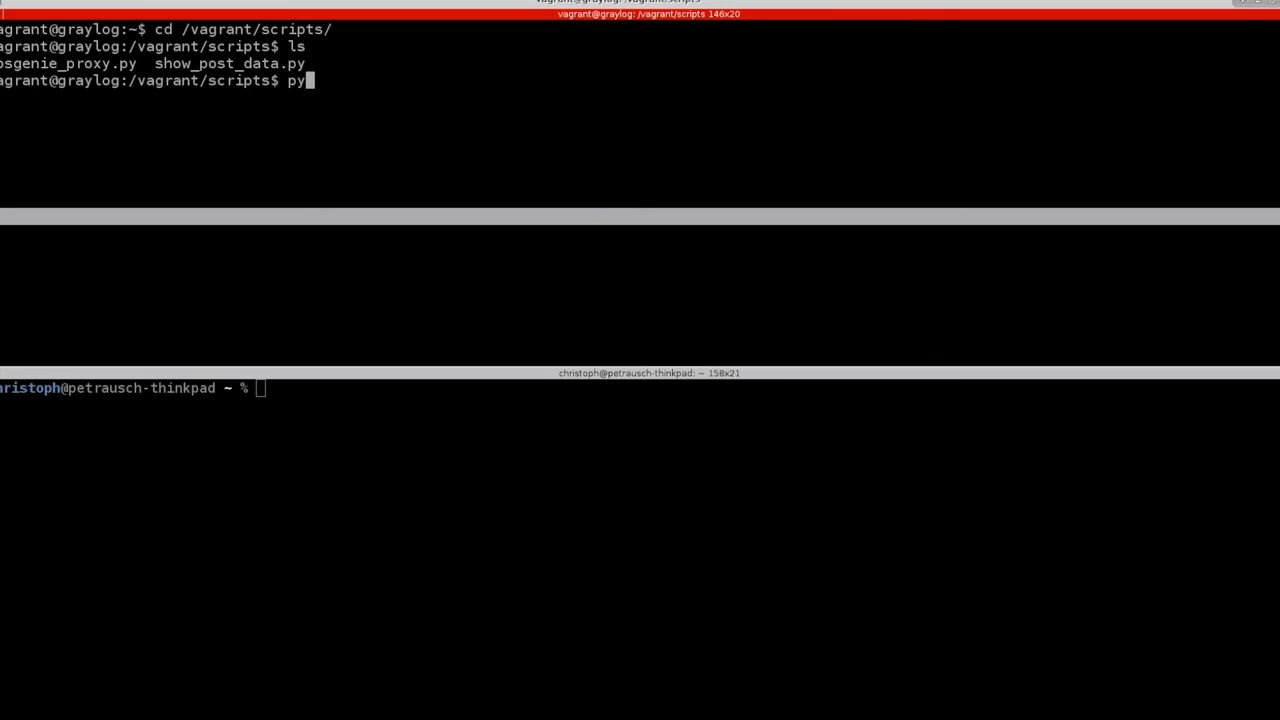 vagrant@graylog: /vagrant/scripts 146x20
agrant@graylog:~$ cd /vagrant/scripts/
agrant@graylog:/vagrant/scripts$ ls
osgenie_proxy.py  show_post_data.py
agrant@graylog:/vagrant/scripts$ py
christoph@petrausch-thinkpad: ~ 158x21
hristoph@petrausch-thinkpad ~ %